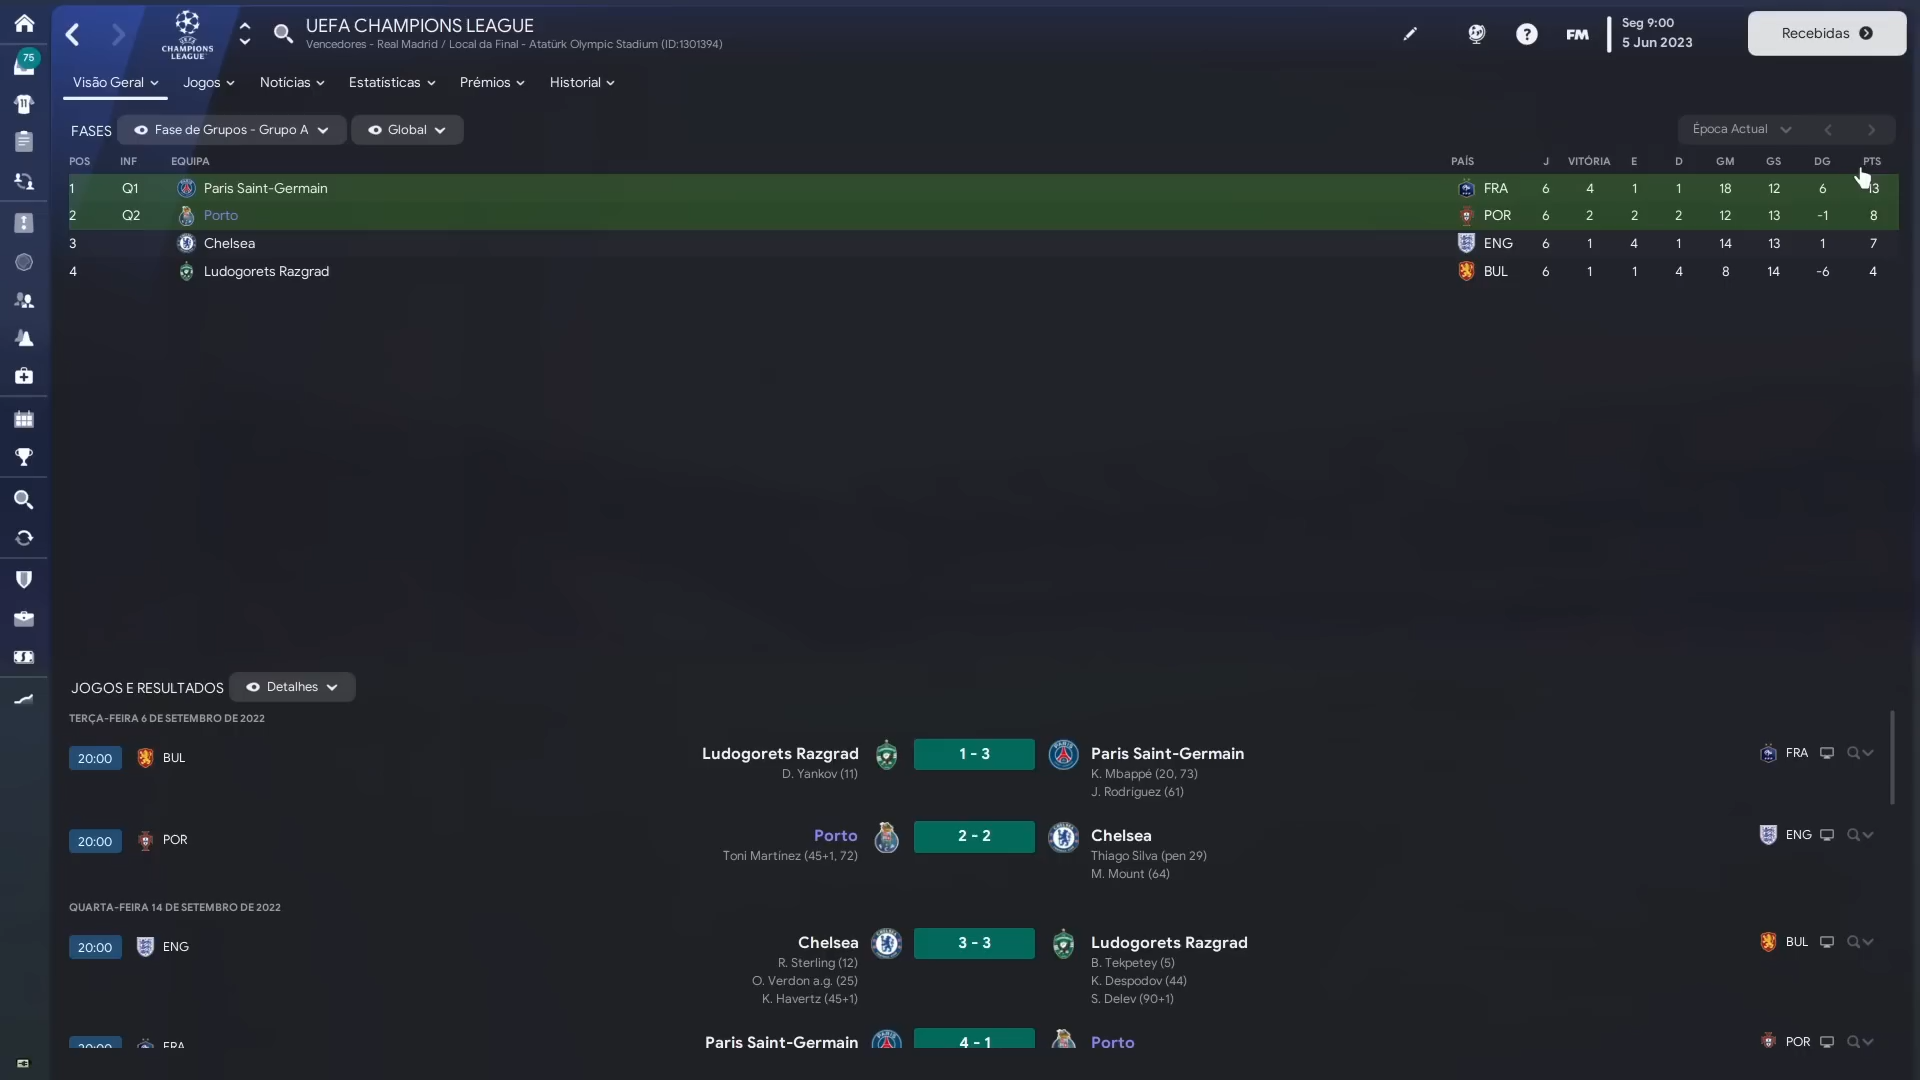 UEFA CHAMPIONS LEAGUE
Vencedores - Real Madrid / Local da Final - Atatürk Olympic Stadium (ID:1301394)
CHAMPIONS
LEAGUE
FM
Seg 9:00
5 Jun 2023
Recebidas
75
11
Visão Geral Jogos Notícias Estatísticas Prémios Historial
FASES Fase de Grupos - Grupo A Global Época Actual
POS INF EQUIPA PAÍS J VITÓRIA E D GM GS DG PTS
1 Q1 Paris Saint-Germain FRA 6 4 1 1 18 12 6 13
2 Q2 Porto POR 6 2 2 2 12 13 -1 8
3 Chelsea ENG 6 1 4 1 14 13 1 7
4 Ludogorets Razgrad BUL 6 1 1 4 8 14 -6 4
JOGOS E RESULTADOS Detalhes
TERÇA-FEIRA 6 DE SETEMBRO DE 2022
20:00 BUL Ludogorets Razgrad 1 - 3 Paris Saint-Germain FRA
D. Yankov (11) K. Mbappé (20, 73)
J. Rodríguez (61)
20:00 POR Porto 2 - 2 Chelsea ENG
Toni Martínez (45+1, 72) Thiago Silva (pen 29)
M. Mount (64)
QUARTA-FEIRA 14 DE SETEMBRO DE 2022
20:00 ENG Chelsea 3 - 3 Ludogorets Razgrad BUL
R. Sterling (12) B. Tekpetey (5)
O. Verdon a.g. (25) K. Despodov (44)
K. Havertz (45+1) S. Delev (90+1)
20:00 FRA Paris Saint-Germain 4 - 1 Porto POR